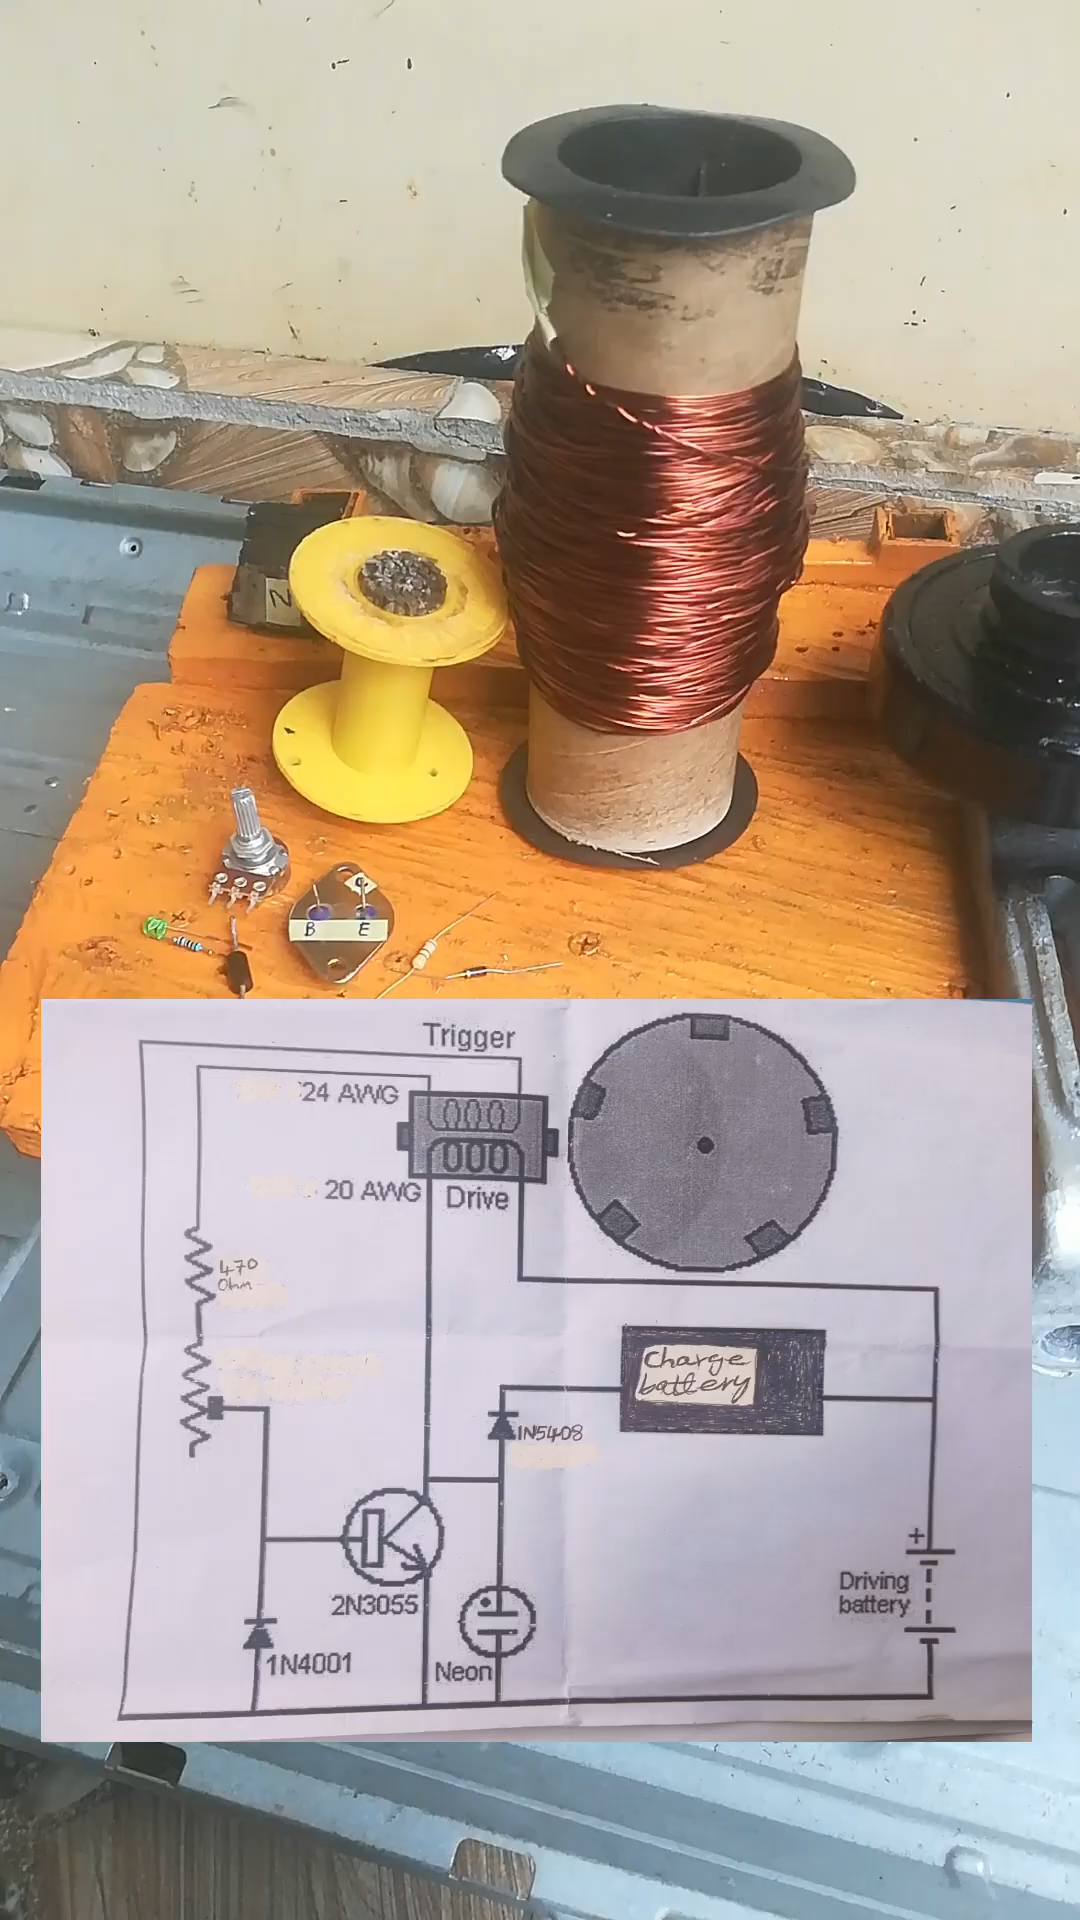 N
B E
Trigger
24 AWG
20 AWG
Drive
470
Ohm
Charge
battery
1N5408
+
2N3055
Driving
battery
1N4001
Neon